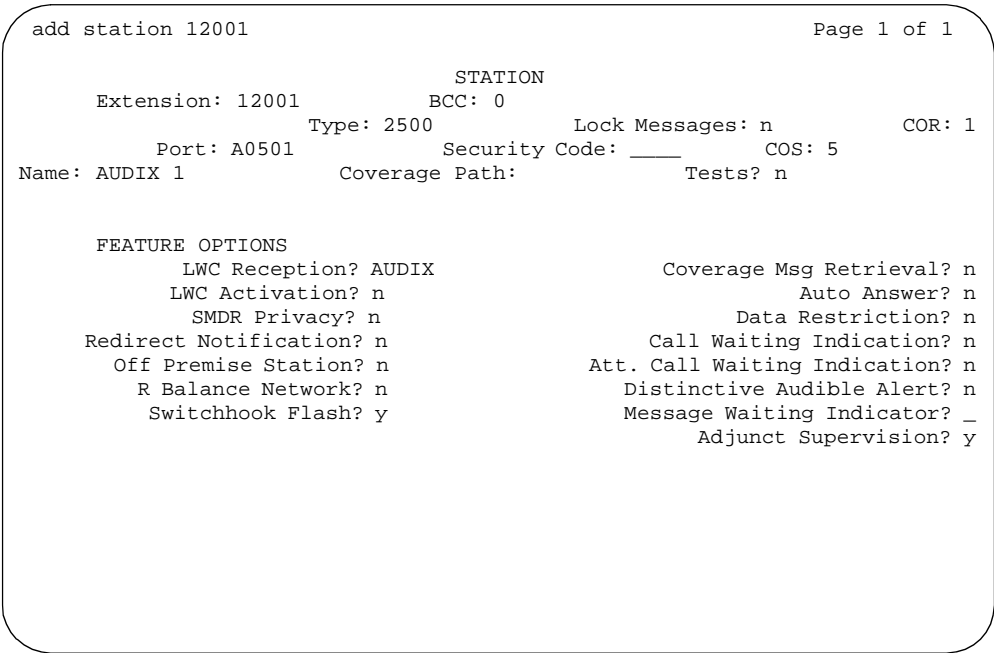 add station 12001 Page 1 of 1
STATION
Extension: 12001 BCC: 0
Type: 2500 Lock Messages: n COR: 1
Port: A0501 Security Code: ____ COS: 5
Name: AUDIX 1 Coverage Path: Tests? n
FEATURE OPTIONS
LWC Reception? AUDIX Coverage Msg Retrieval? n
LWC Activation? n Auto Answer? n
SMDR Privacy? n Data Restriction? n
Redirect Notification? n Call Waiting Indication? n
Off Premise Station? n Att. Call Waiting Indication? n
R Balance Network? n Distinctive Audible Alert? n
Switchhook Flash? y Message Waiting Indicator? _
Adjunct Supervision? y